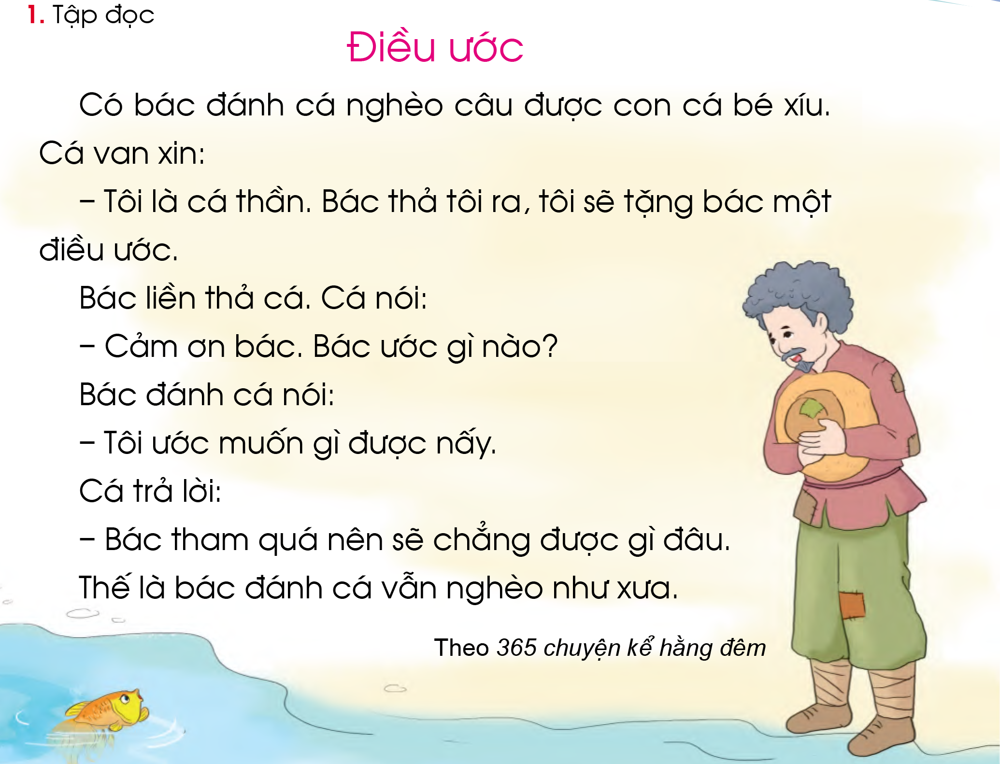 1. Tập đọc
Điều ước
Có bác đánh cá nghèo câu được con cá bé xíu.
Cá van xin:
– Tôi là cá thần. Bác thả tôi ra, tôi sẽ tặng bác một
điều ước.
Bác liền thả cá. Cá nói:
– Cảm ơn bác. Bác ước gì nào?
Bác đánh cá nói:
– Tôi ước muốn gì được nấy.
Cá trả lời:
– Bác tham quá nên sẽ chẳng được gì đâu.
Thế là bác đánh cá vẫn nghèo như xưa.
Theo 365 chuyện kể hằng đêm